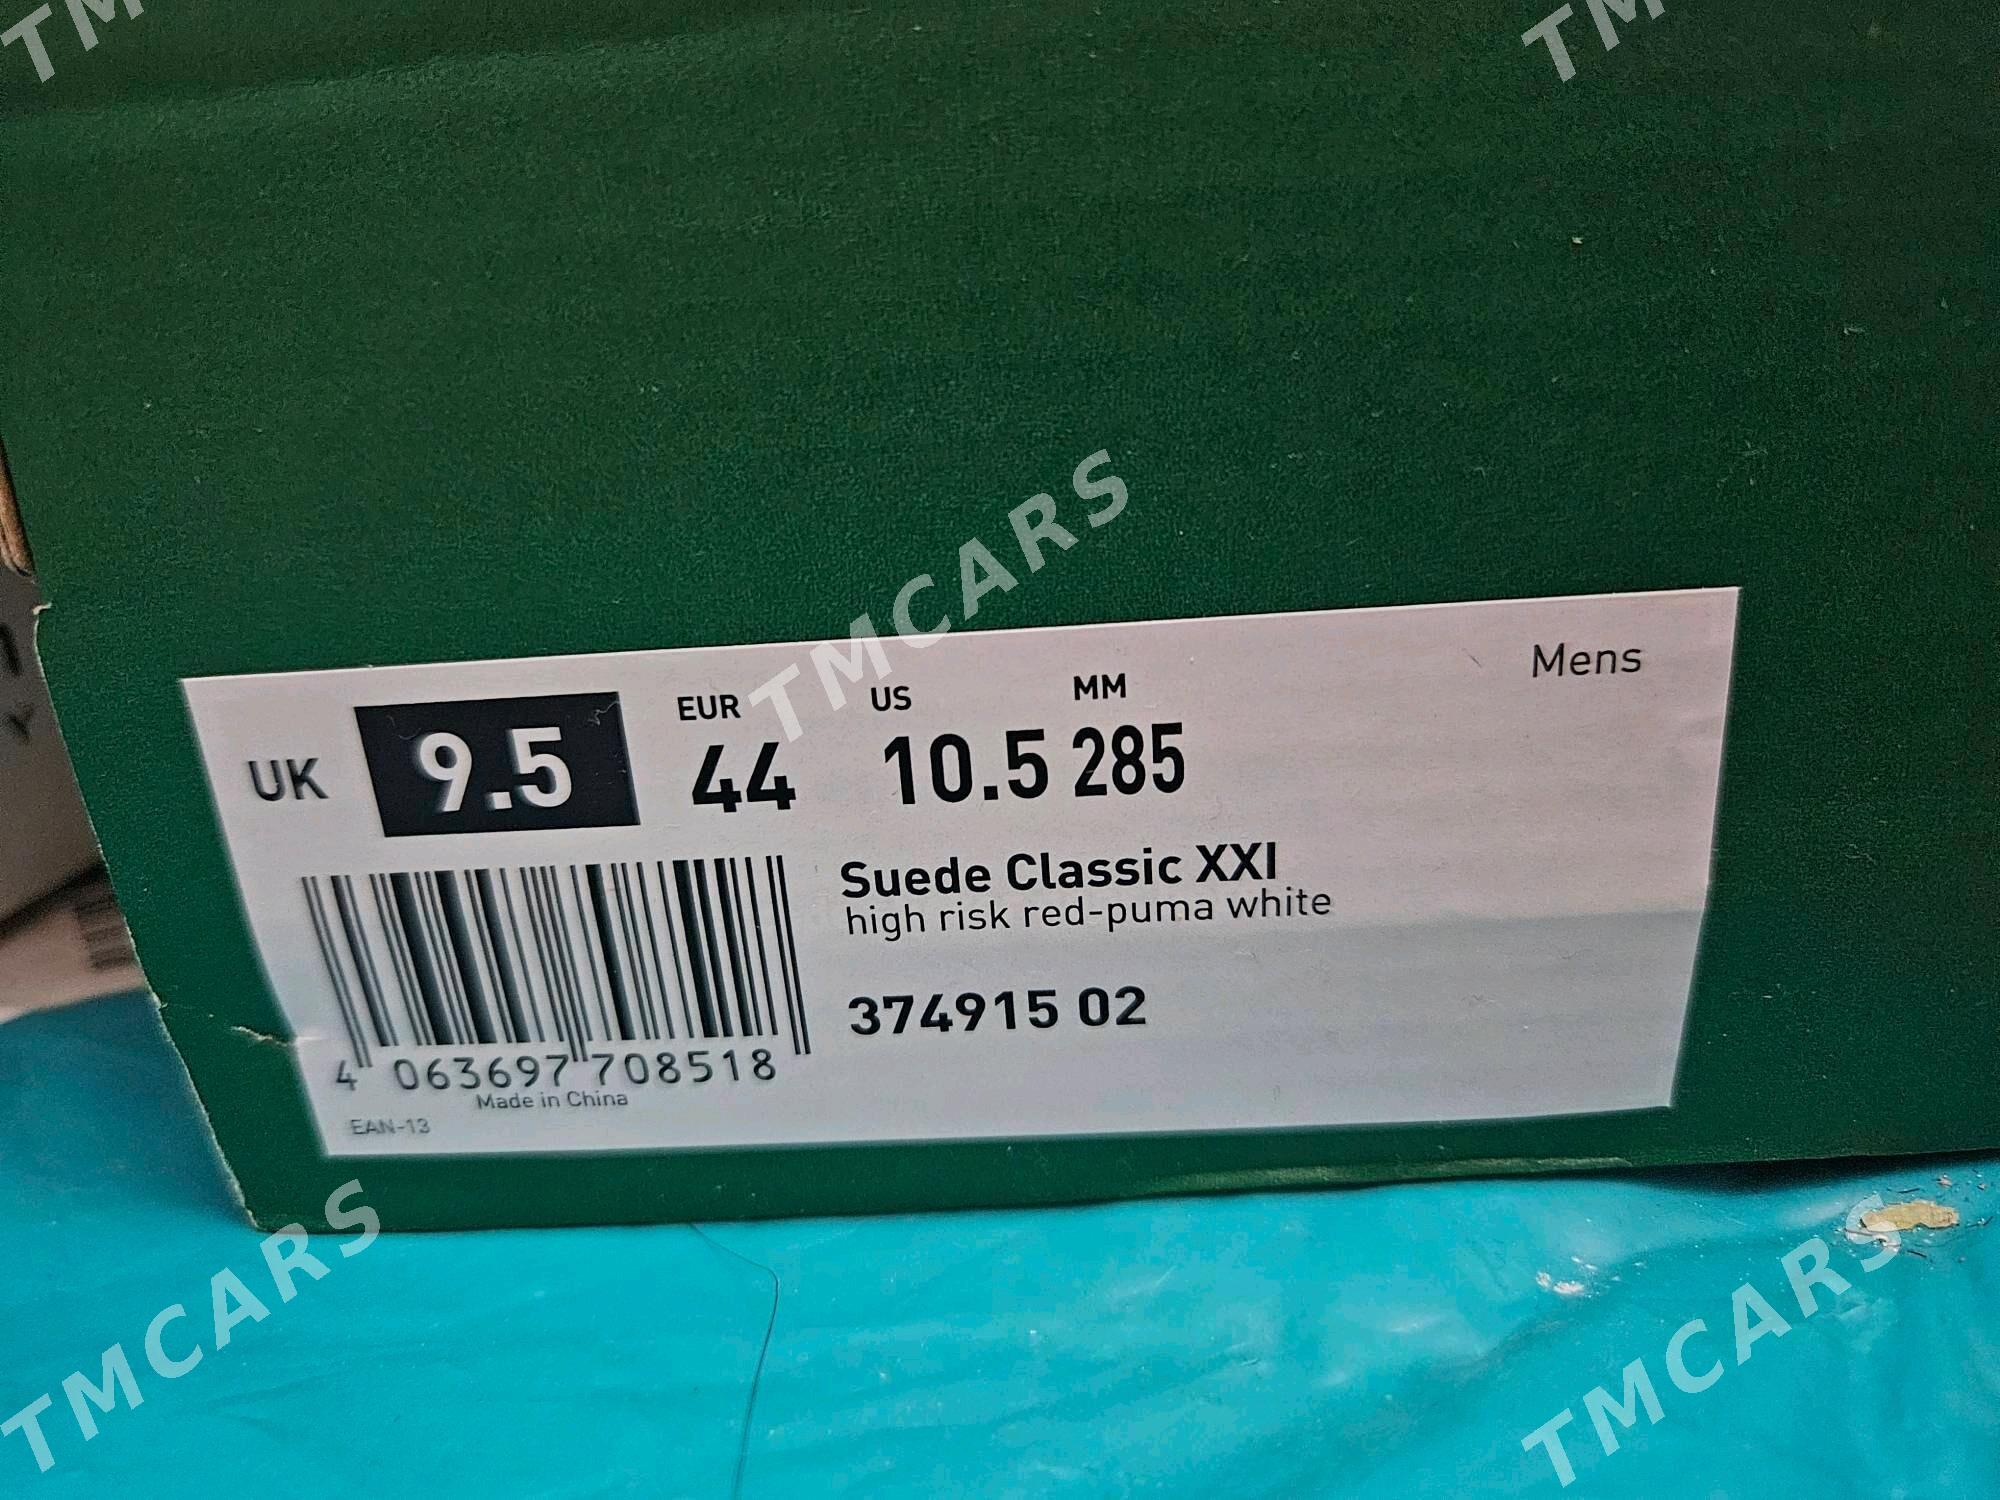 Mens
EUR US MM
UK 9.5 44 10.5 285
Suede Classic XXI
high risk red-puma white
374915 02
4 063697 708518
Made in China
EAN-13
TMCARS
TMCARS
TMCARS